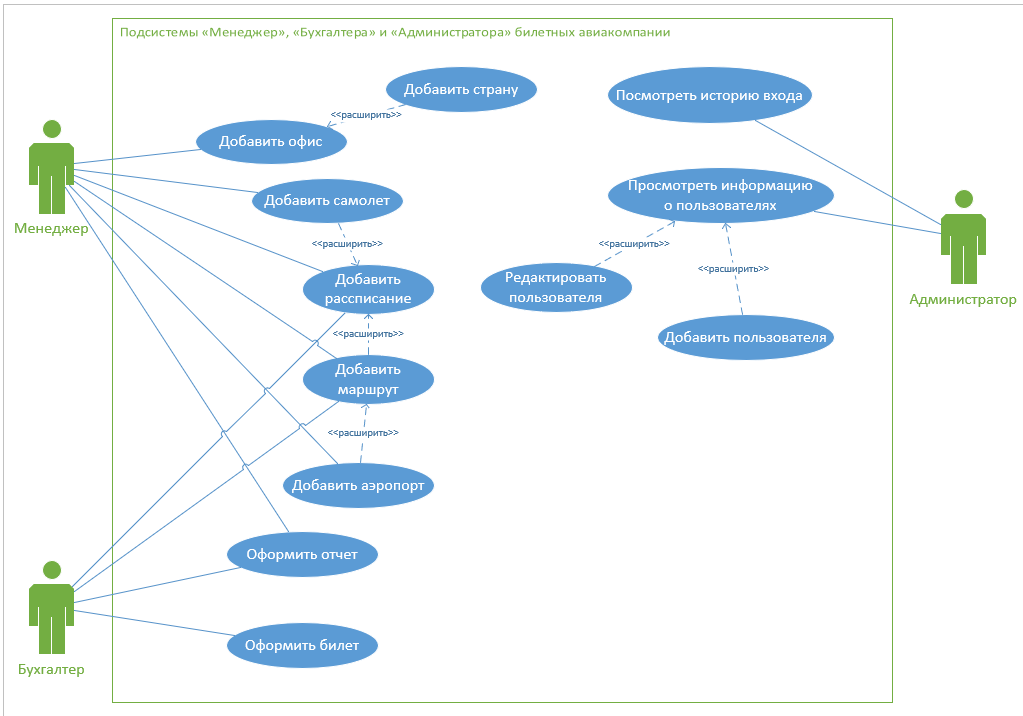 Подсистемы «Менеджер», «Бухгалтера» и «Администратора» билетных авиакомпании
Добавить страну
Посмотреть историю входа
<<расширить>>
Добавить офис
Менеджер
Добавить самолет
Просмотреть информацию
о пользователях
<<расширить>>
<<расширить>>
<<расширить>>
Добавить
рассписание
Редактировать
пользователя
Администратор
<<расширить>>
Добавить пользователя
Добавить
маршрут
<<расширить>>
Добавить аэропорт
Оформить отчет
Оформить билет
Бухгалтер